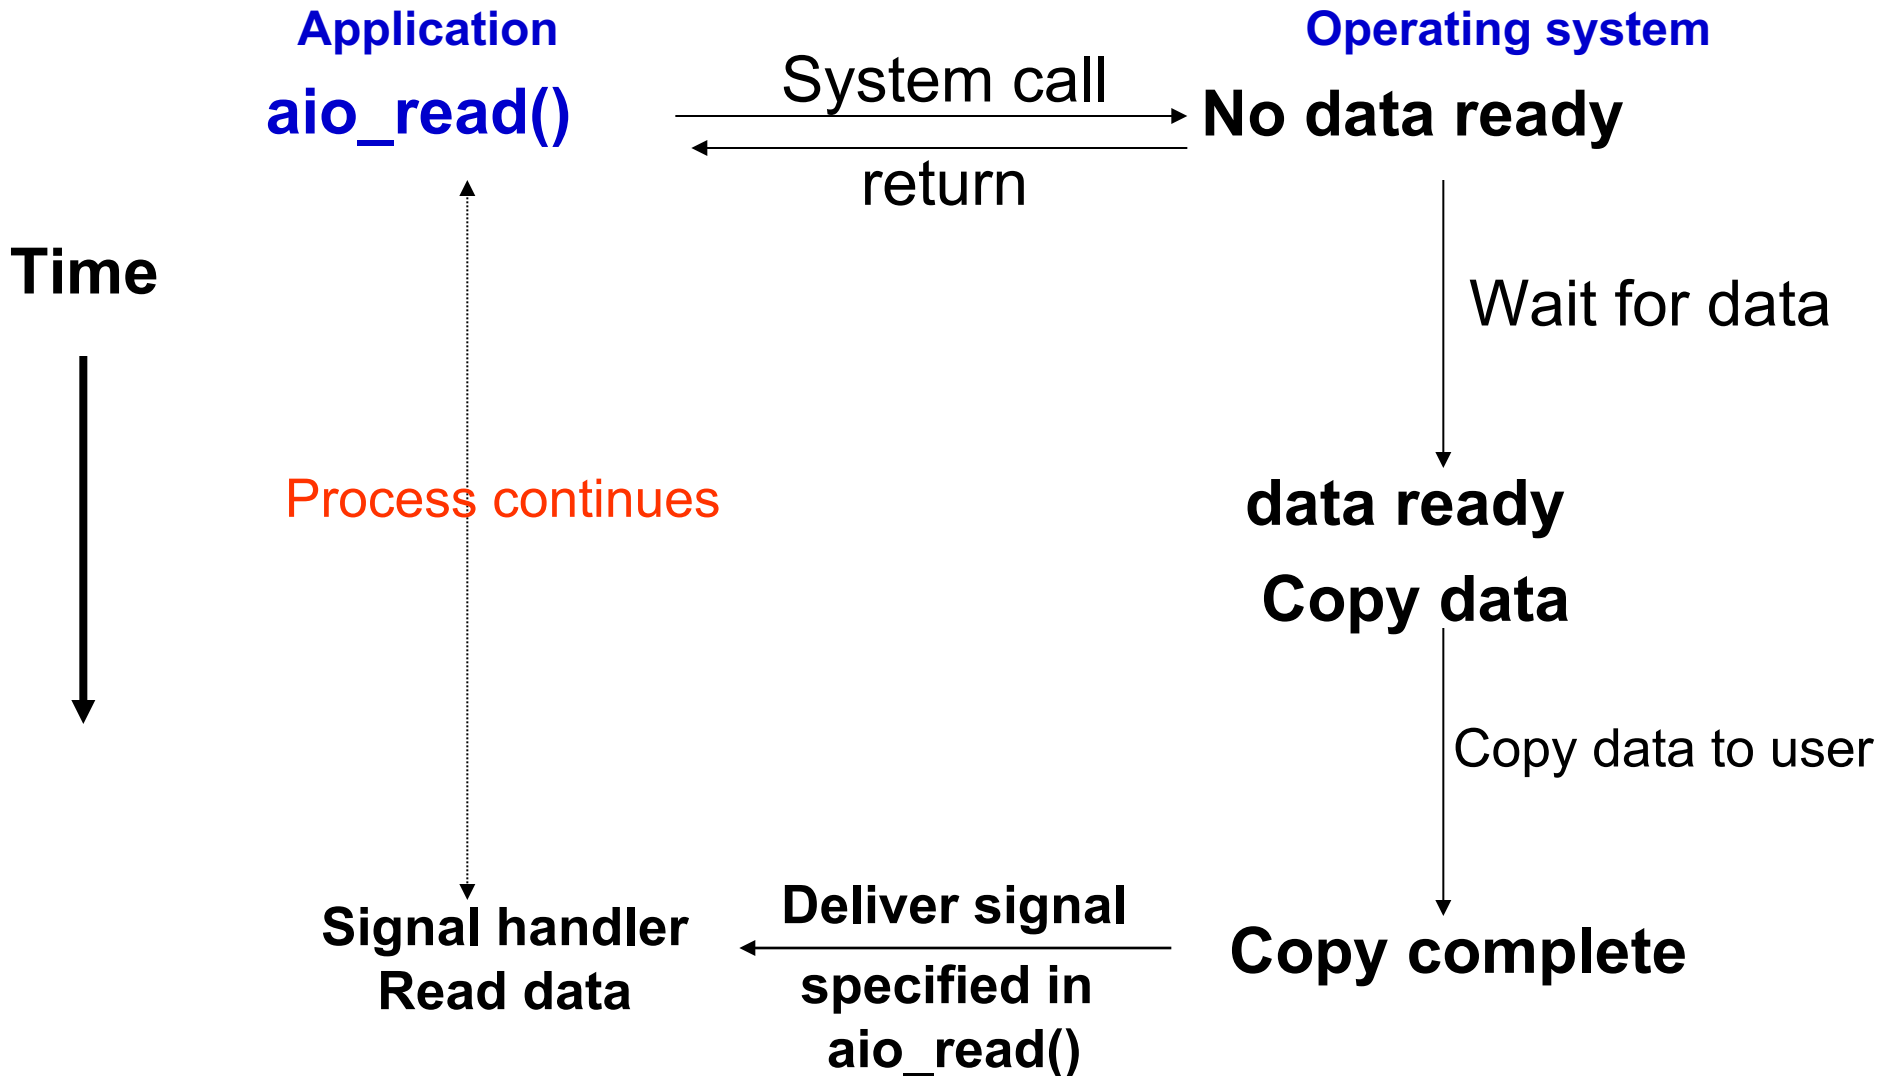 Application
Operating system
aio_read()
System call
No data ready
return
Time
Wait for data
Process continues
data ready
Copy data
Copy data to user
Signal handler
Read data
Deliver signal
specified in
aio_read()
Copy complete